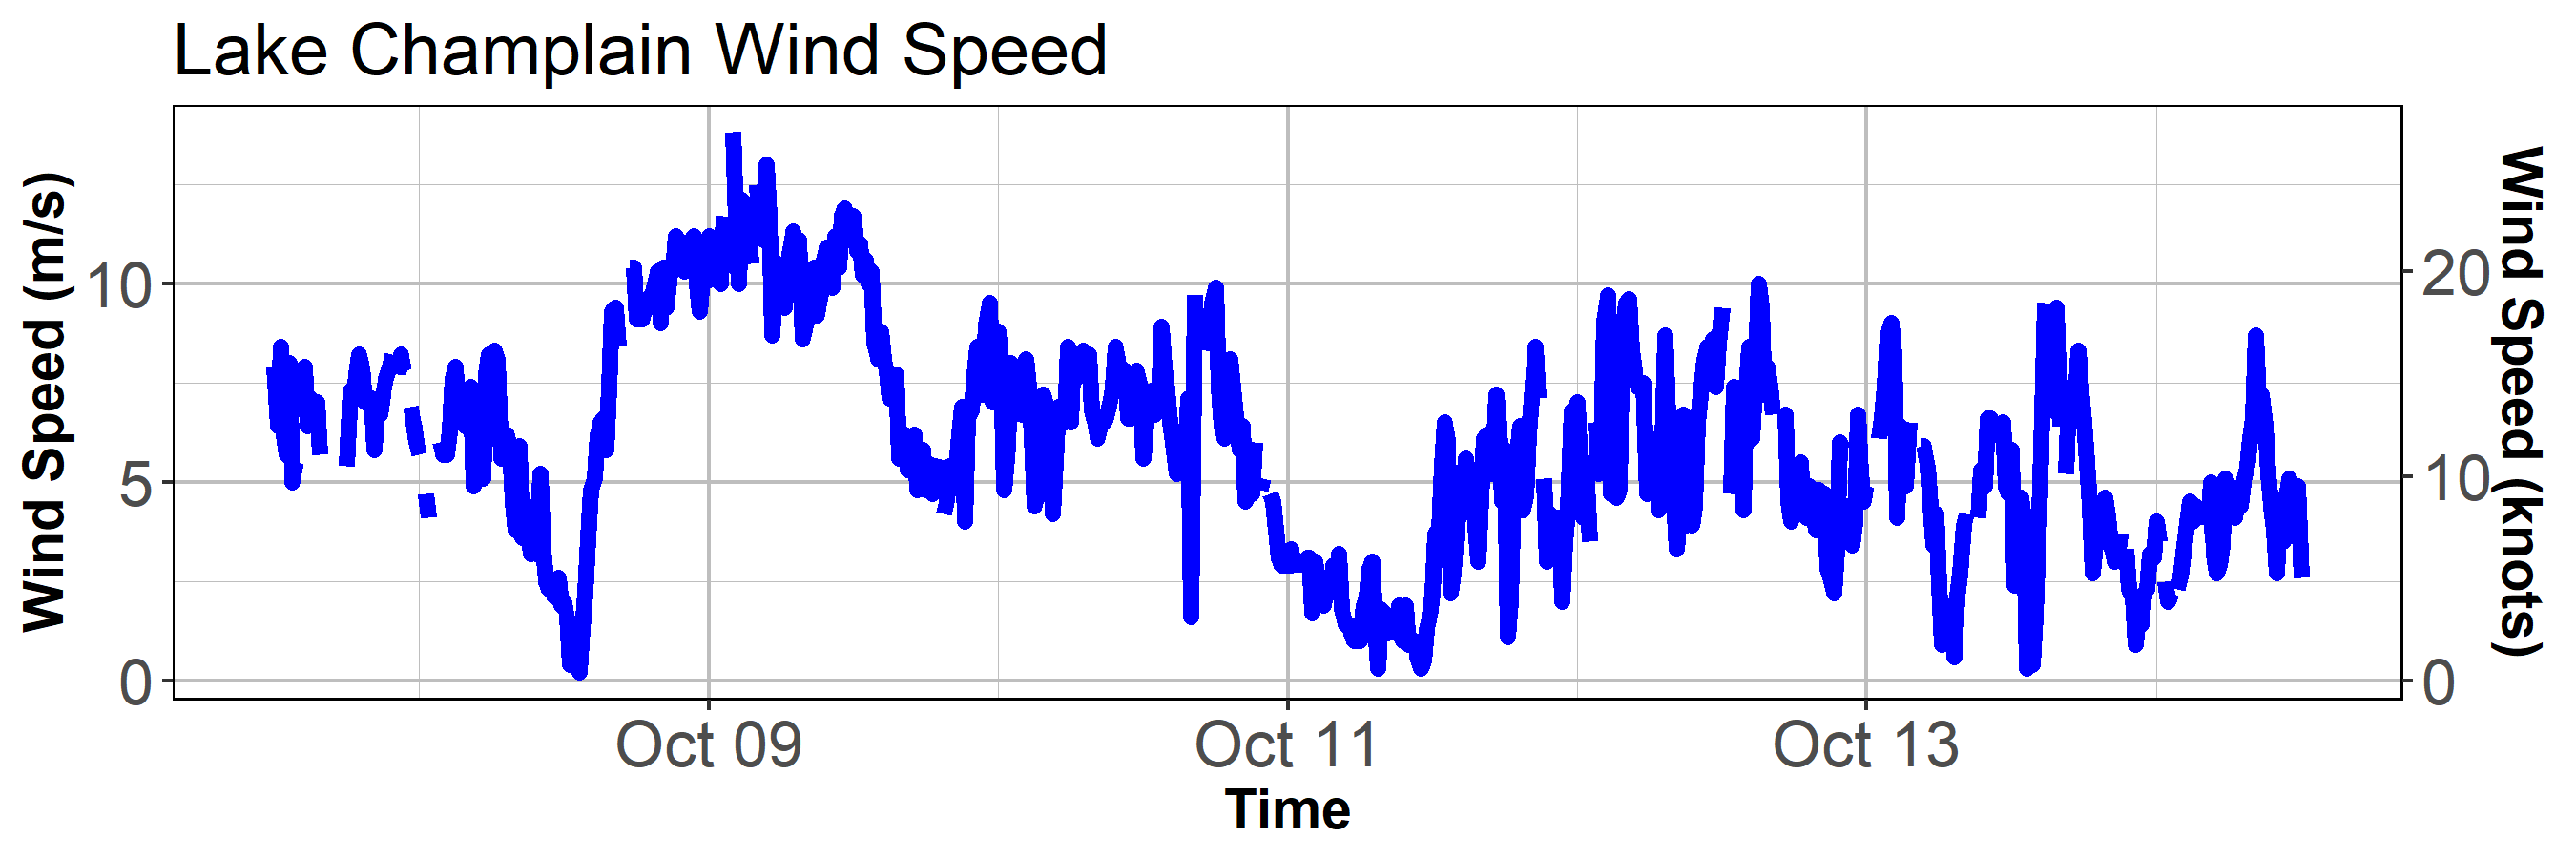 Lake Champlain Wind Speed
Wind Speed (m/s)
10
5
0
20
10
0
Wind Speed (knots)
Oct 09
Oct 11
Oct 13
Time